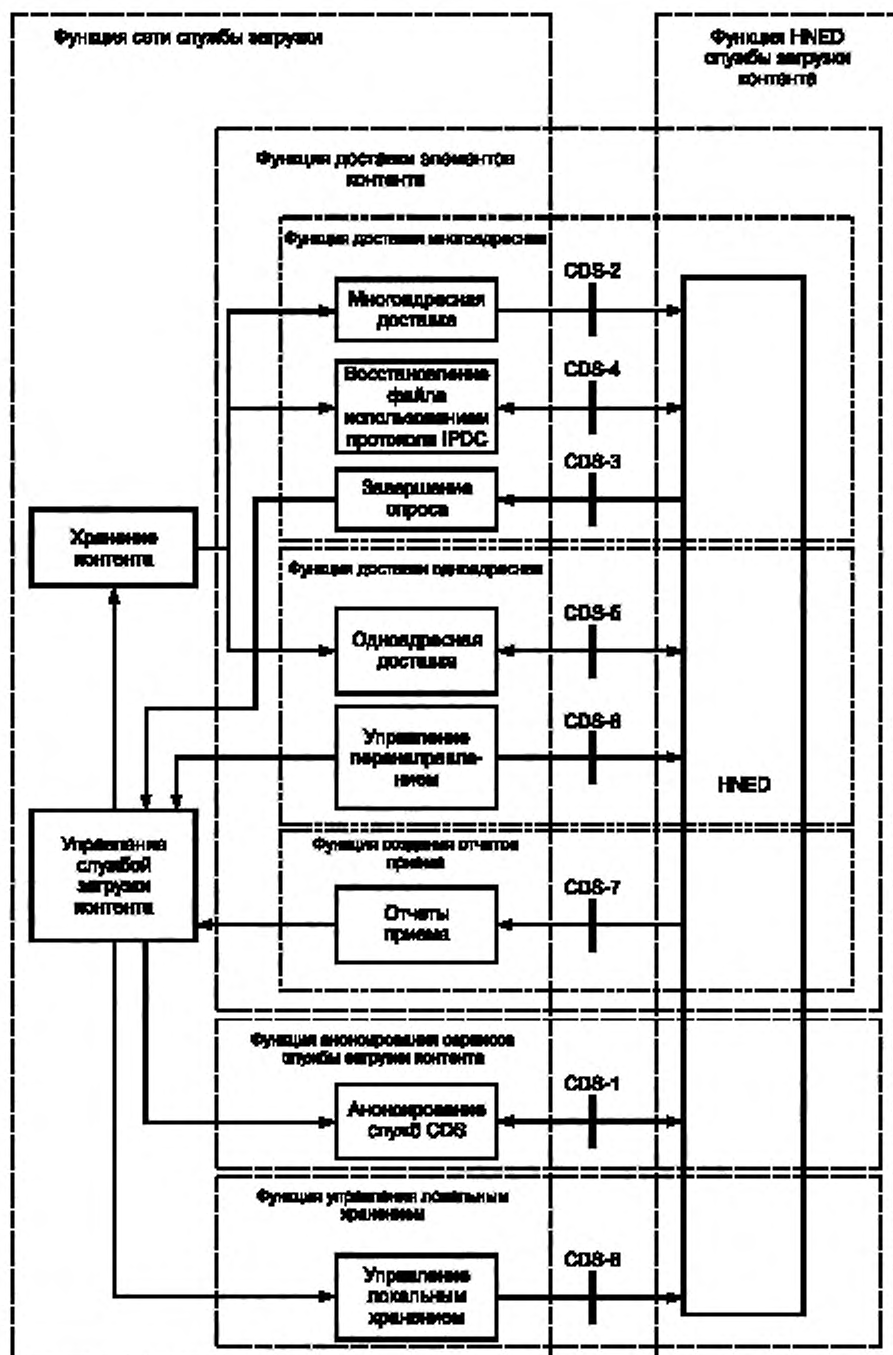 Функция сети службы загрузки
Функция HNED
службы загрузки
контента
Функция доставки элементов
контента
Функция доставки многоадресная
CDS-2
Многоадресная
доставка
CDS-4
Восстановление
файла
использованием
протокола IPDC
CDS-3
Завершение
опроса
Хранение
контента
Функция доставки одноадресная
CDS-5
Одноадресная
доставка
CDS-6
Управление
перенаправле-
нием
HNED
Управление
службой
загрузки
контента
Функция создания отчетов
приема
CDS-7
Отчеты
приема
Функция анонсирования сервисов
службы загрузки контента
CDS-1
Анонсирование
служб CDS
Функция управления локальным
хранением
CDS-8
Управление
локальным
хранением